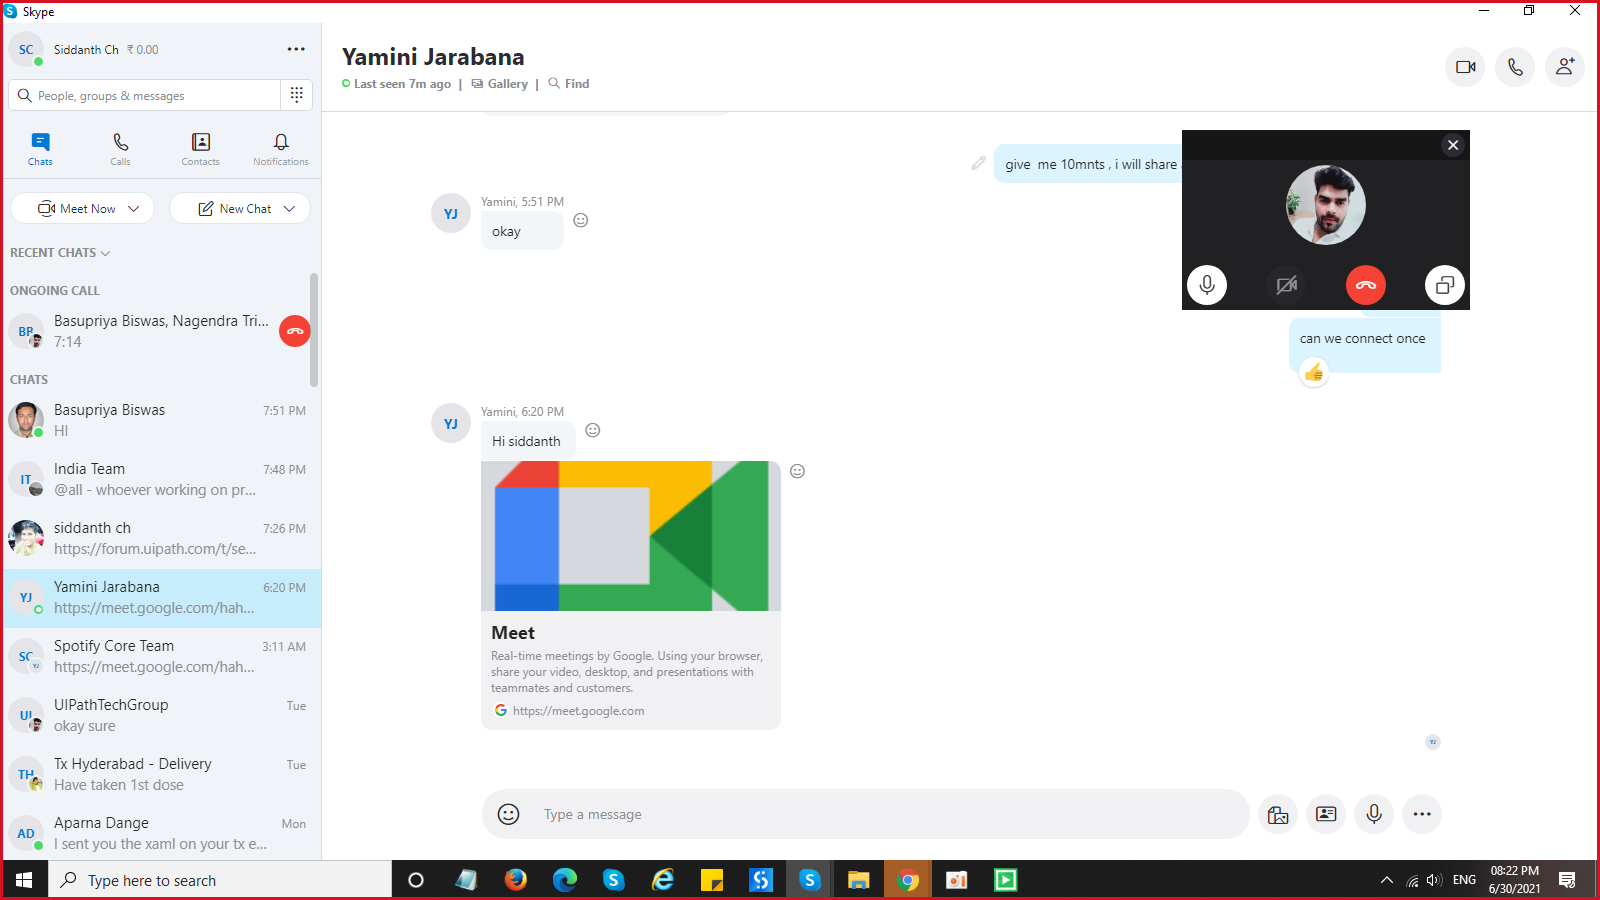 Skype
SC
Siddanth Ch ₹ 0.00
People, groups & messages
Chats
Calls
Contacts
Notifications
Meet Now
New Chat
RECENT CHATS
ONGOING CALL
Basupriya Biswas, Nagendra Tri...
7:14
CHATS
Basupriya Biswas 7:51 PM
HI
IT
India Team 7:48 PM
@all - whoever working on pr...
siddanth ch 7:26 PM
https://forum.uipath.com/t/se...
YJ
Yamini Jarabana 6:20 PM
https://meet.google.com/hah...
Spotify Core Team 3:11 AM
https://meet.google.com/hah...
UIPathTechGroup Tue
okay sure
Tx Hyderabad - Delivery Tue
Have taken 1st dose
AD
Aparna Dange Mon
I sent you the xaml on your tx e...
Yamini Jarabana
Last seen 7m ago | Gallery | Find
give me 10mnts , i will share
YJ
Yamini, 5:51 PM
okay
can we connect once
YJ
Yamini, 6:20 PM
Hi siddanth
Meet
Real-time meetings by Google. Using your browser,
share your video, desktop, and presentations with
teammates and customers.
https://meet.google.com
YJ
Type a message
Type here to search
ENG
08:22 PM
6/30/2021